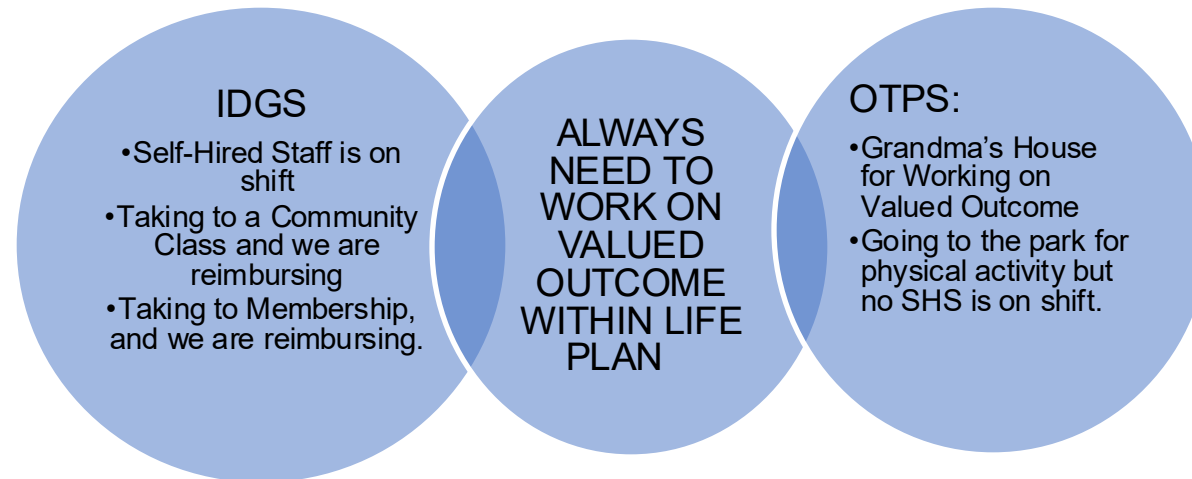 IDGS
•Self-Hired Staff is on
shift
•Taking to a Community
Class and we are
reimbursing
•Taking to Membership,
and we are reimbursing.
ALWAYS
NEED TO
WORK ON
VALUED
OUTCOME
WITHIN LIFE
PLAN
OTPS:
•Grandma's House
for Working on
Valued Outcome
•Going to the park for
physical activity but
no SHS is on shift.